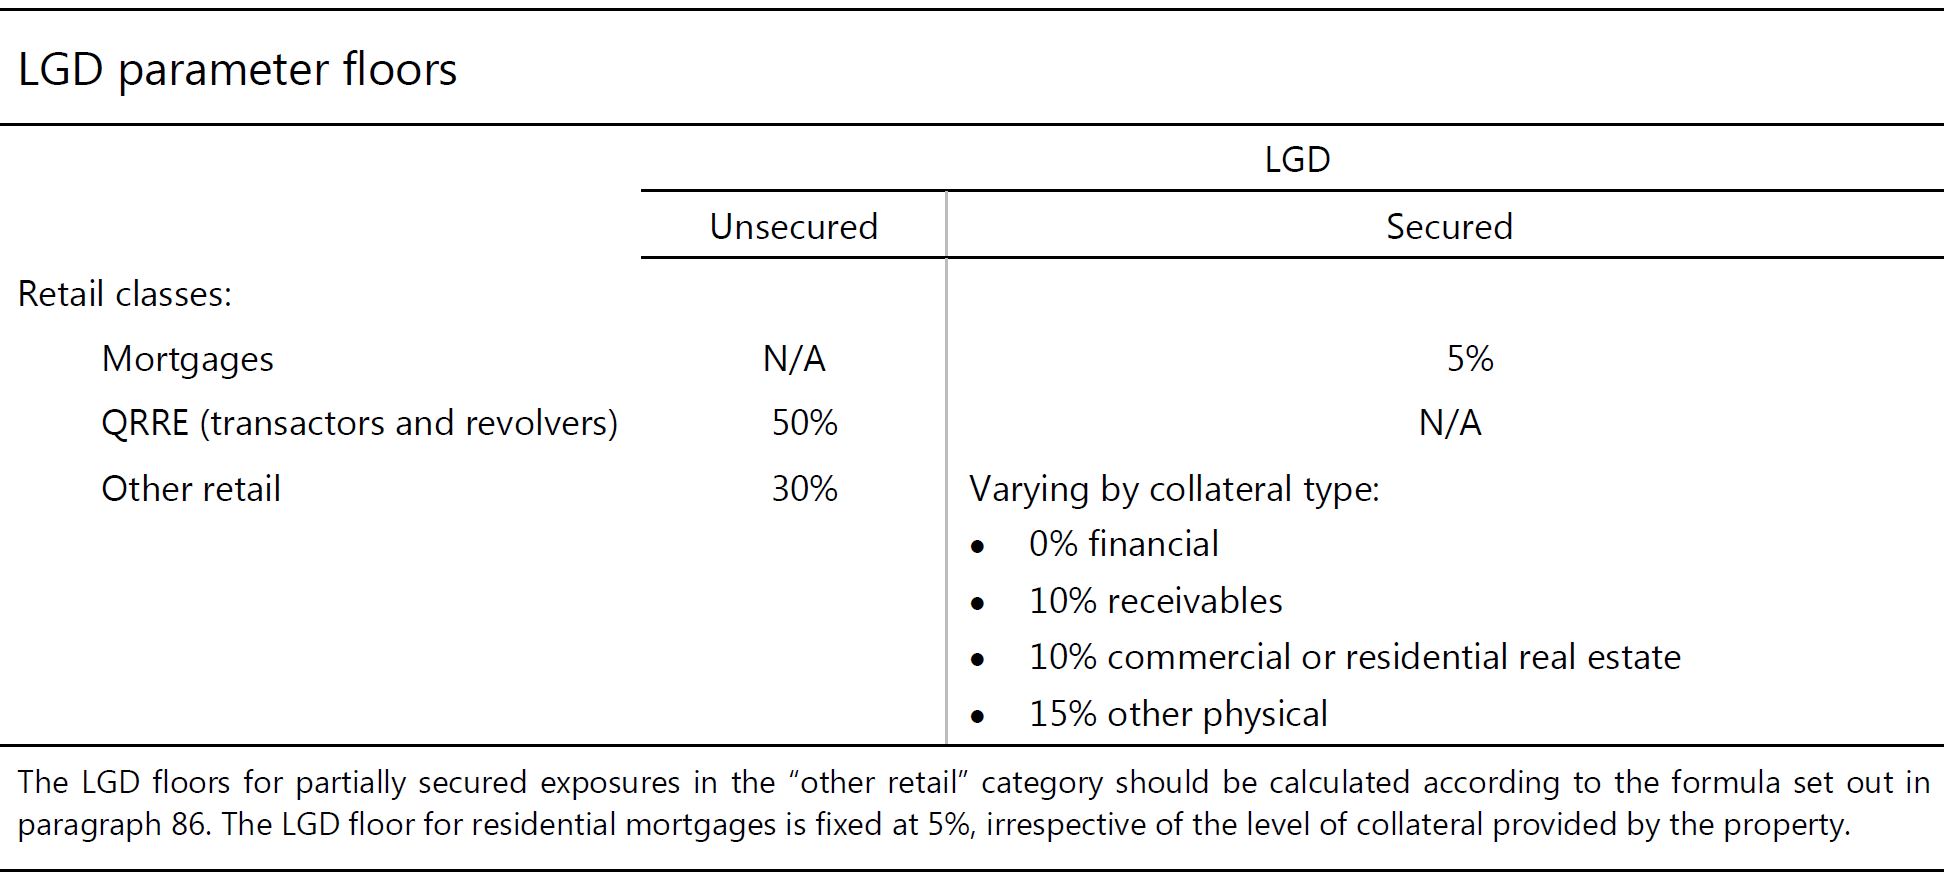 LGD parameter floors
LGD
Unsecured Secured
Retail classes:
Mortgages N/A 5%
QRRE (transactors and revolvers) 50% N/A
Other retail 30% Varying by collateral type:
• 0% financial
• 10% receivables
• 10% commercial or residential real estate
• 15% other physical
The LGD floors for partially secured exposures in the “other retail” category should be calculated according to the formula set out in
paragraph 86. The LGD floor for residential mortgages is fixed at 5%, irrespective of the level of collateral provided by the property.